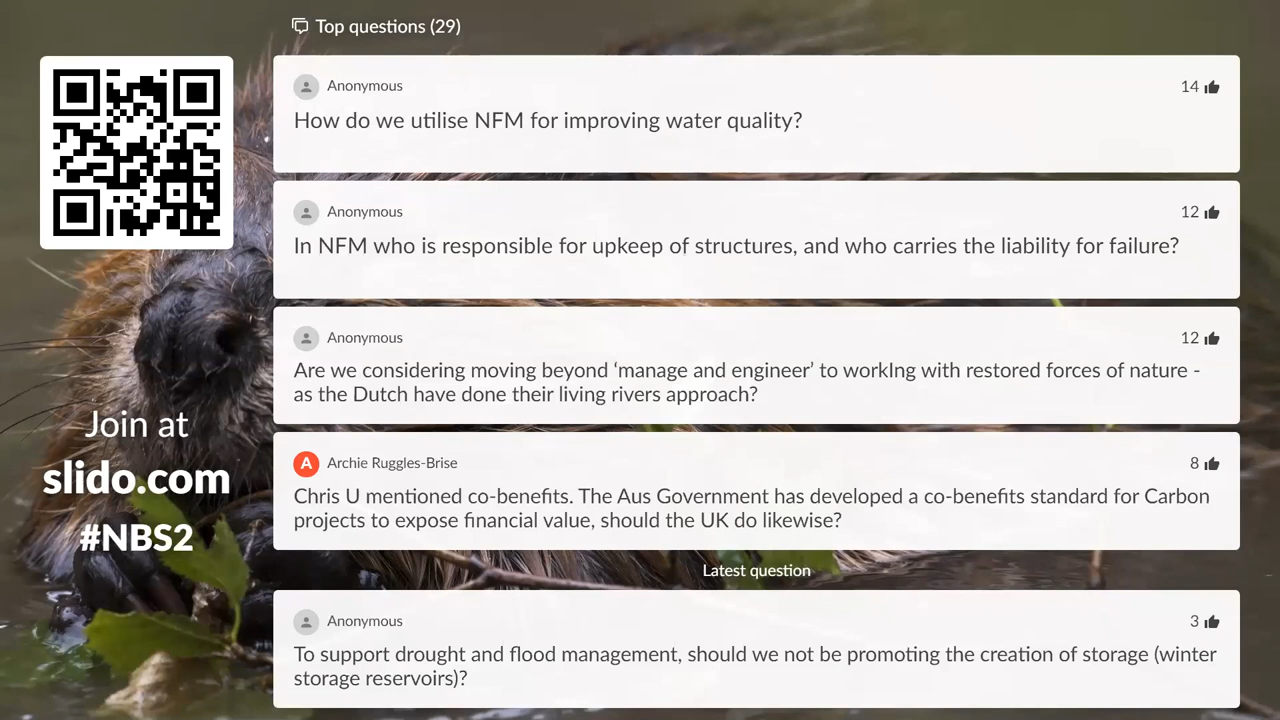 Top questions (29)
Anonymous
14
How do we utilise NFM for improving water quality?
Anonymous
12
In NFM who is responsible for upkeep of structures, and who carries the liability for failure?
Anonymous
12
Are we considering moving beyond ‘manage and engineer’ to workIng with restored forces of nature -
as the Dutch have done their living rivers approach?
A
Archie Ruggles-Brise
8
Chris U mentioned co-benefits. The Aus Government has developed a co-benefits standard for Carbon
projects to expose financial value, should the UK do likewise?
Latest question
Anonymous
3
To support drought and flood management, should we not be promoting the creation of storage (winter
storage reservoirs)?
Join at
slido.com
#NBS2